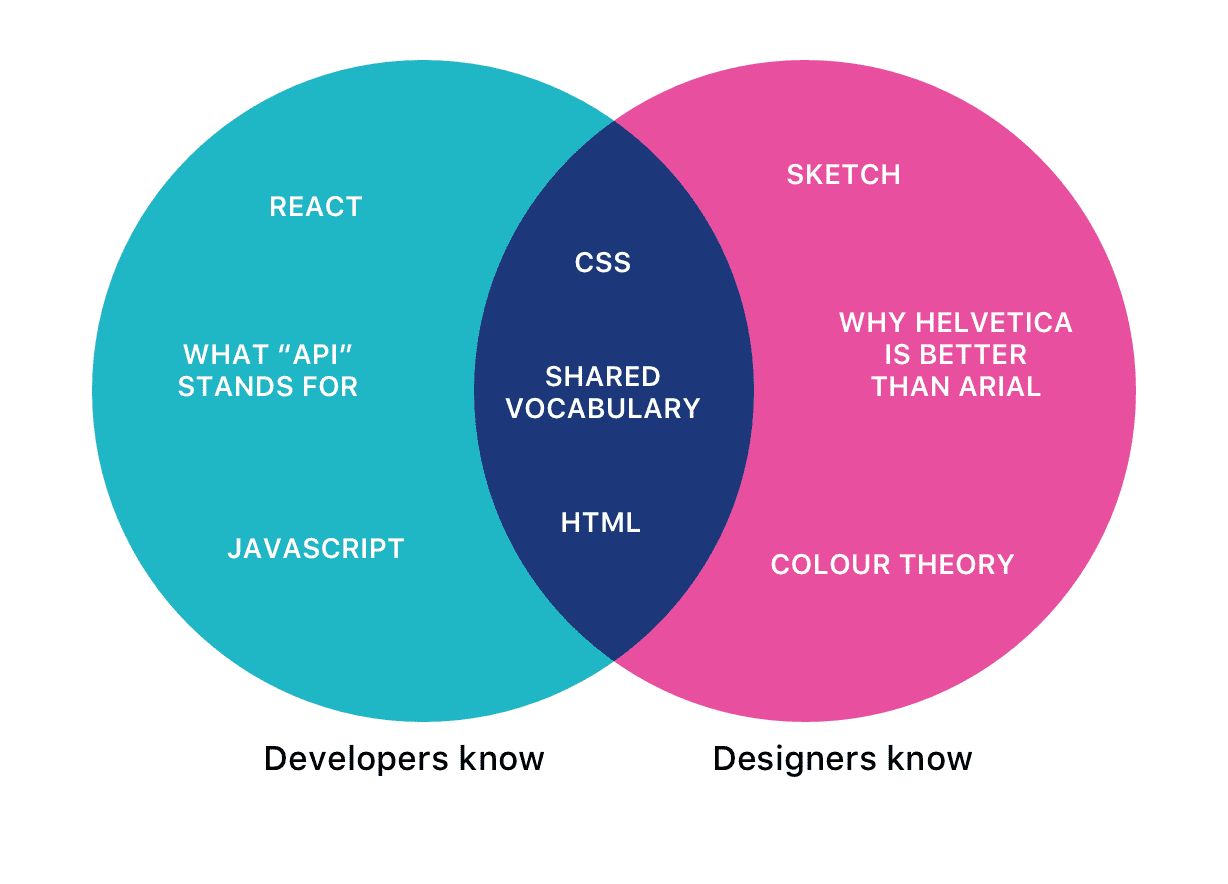 REACT
WHAT “API”
STANDS FOR
JAVASCRIPT
CSS
SHARED
VOCABULARY
HTML
SKETCH
WHY HELVETICA
IS BETTER
THAN ARIAL
COLOUR THEORY
Developers know
Designers know